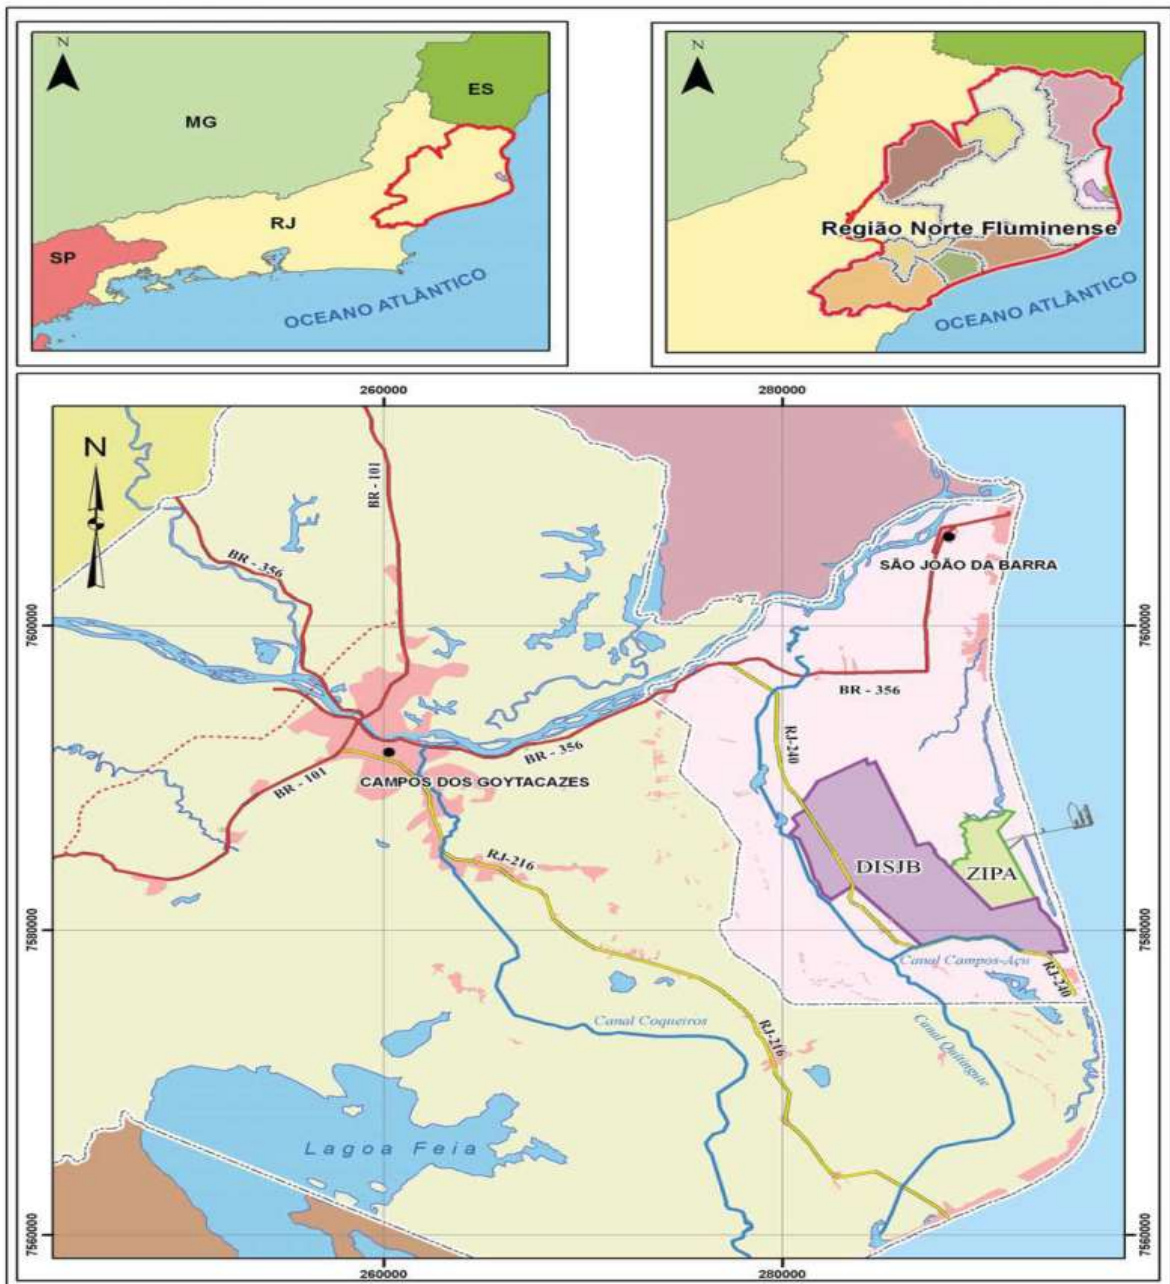 N
MG
ES
RJ
SP
OCEANO ATLÂNTICO
N
Região Norte Fluminense
OCEANO ATLÂNTICO
260000
280000
N
BR - 101
BR - 356
SÃO JOÃO DA BARRA
7600000
7600000
BR - 356
RJ-240
BR - 356
CAMPOS DOS GOYTACAZES
BR - 101
RJ-216
DISJB
ZIPA
7580000
7580000
Canal Campos-Açu
RJ-240
Canal Coqueiros
RJ-216
Canal Quitingute
Lagoa Feia
7560000
7560000
260000
280000